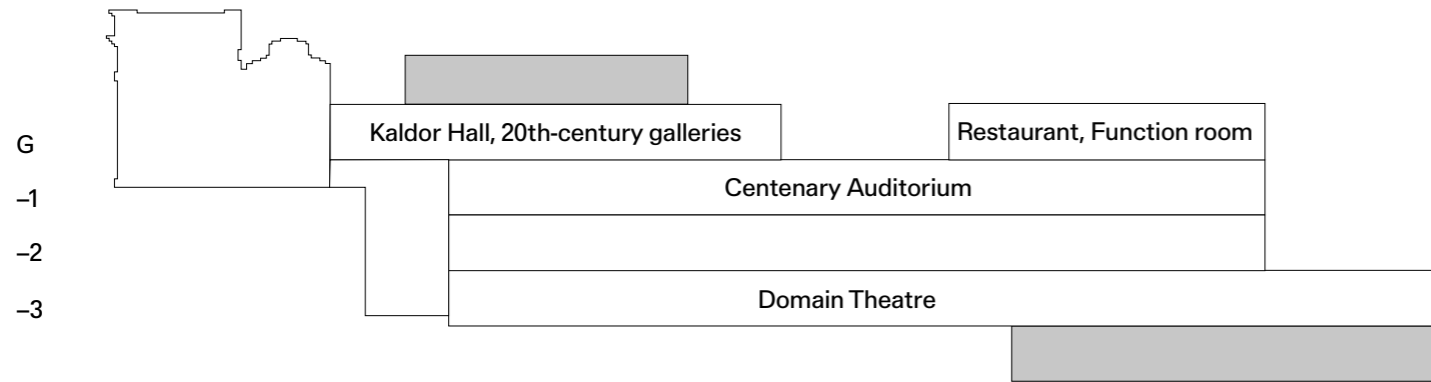 G
Kaldor Hall, 20th-century galleries
Restaurant, Function room
–1
Centenary Auditorium
–2
–3
Domain Theatre